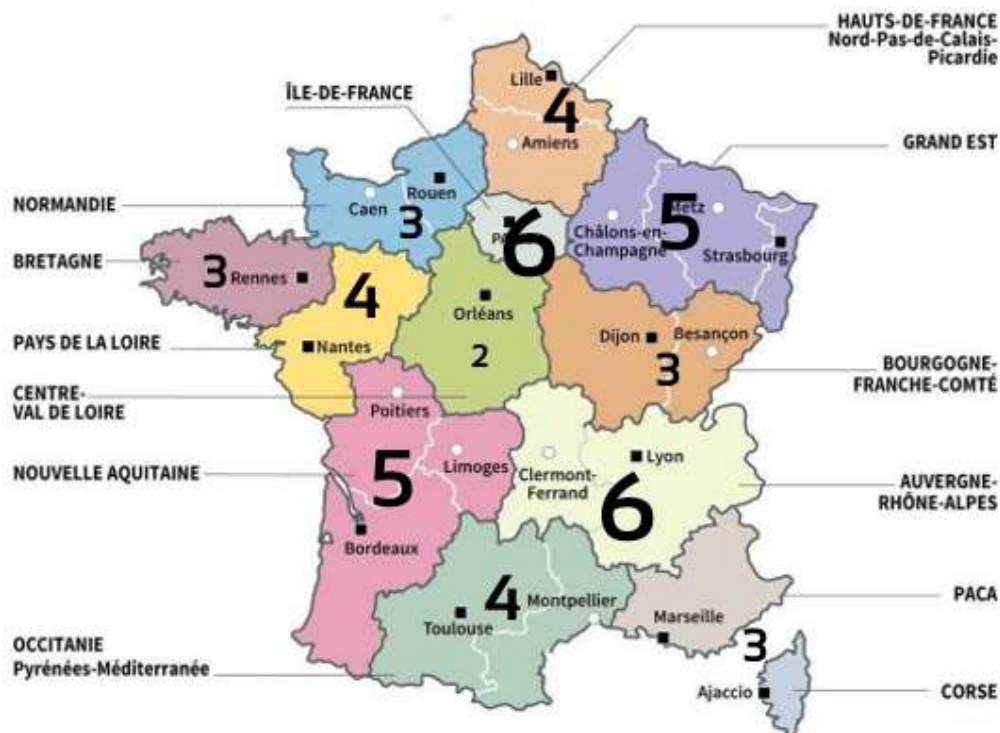 HAUTS-DE-FRANCE
Nord-Pas-de-Calais-
Picardie
Lille
4
ÎLE-DE-FRANCE
Amiens
GRAND EST
Rouen
NORMANDIE
Caen
3
6
Metz
5
Châlons-en-
Champagne
Strasbourg
BRETAGNE
3
Rennes
4
Orléans
Dijon
Besançon
PAYS DE LA LOIRE
Nantes
2
3
BOURGOGNE-
FRANCHE-COMTÉ
CENTRE-
VAL DE LOIRE
Poitiers
NOUVELLE AQUITAINE
5
Limoges
Clermont-
Ferrand
Lyon
6
AUVERGNE-
RHÔNE-ALPES
Bordeaux
4
Montpellier
PACA
Marseille
Toulouse
3
OCCITANIE
Pyrénées-Méditerranée
Ajaccio
CORSE